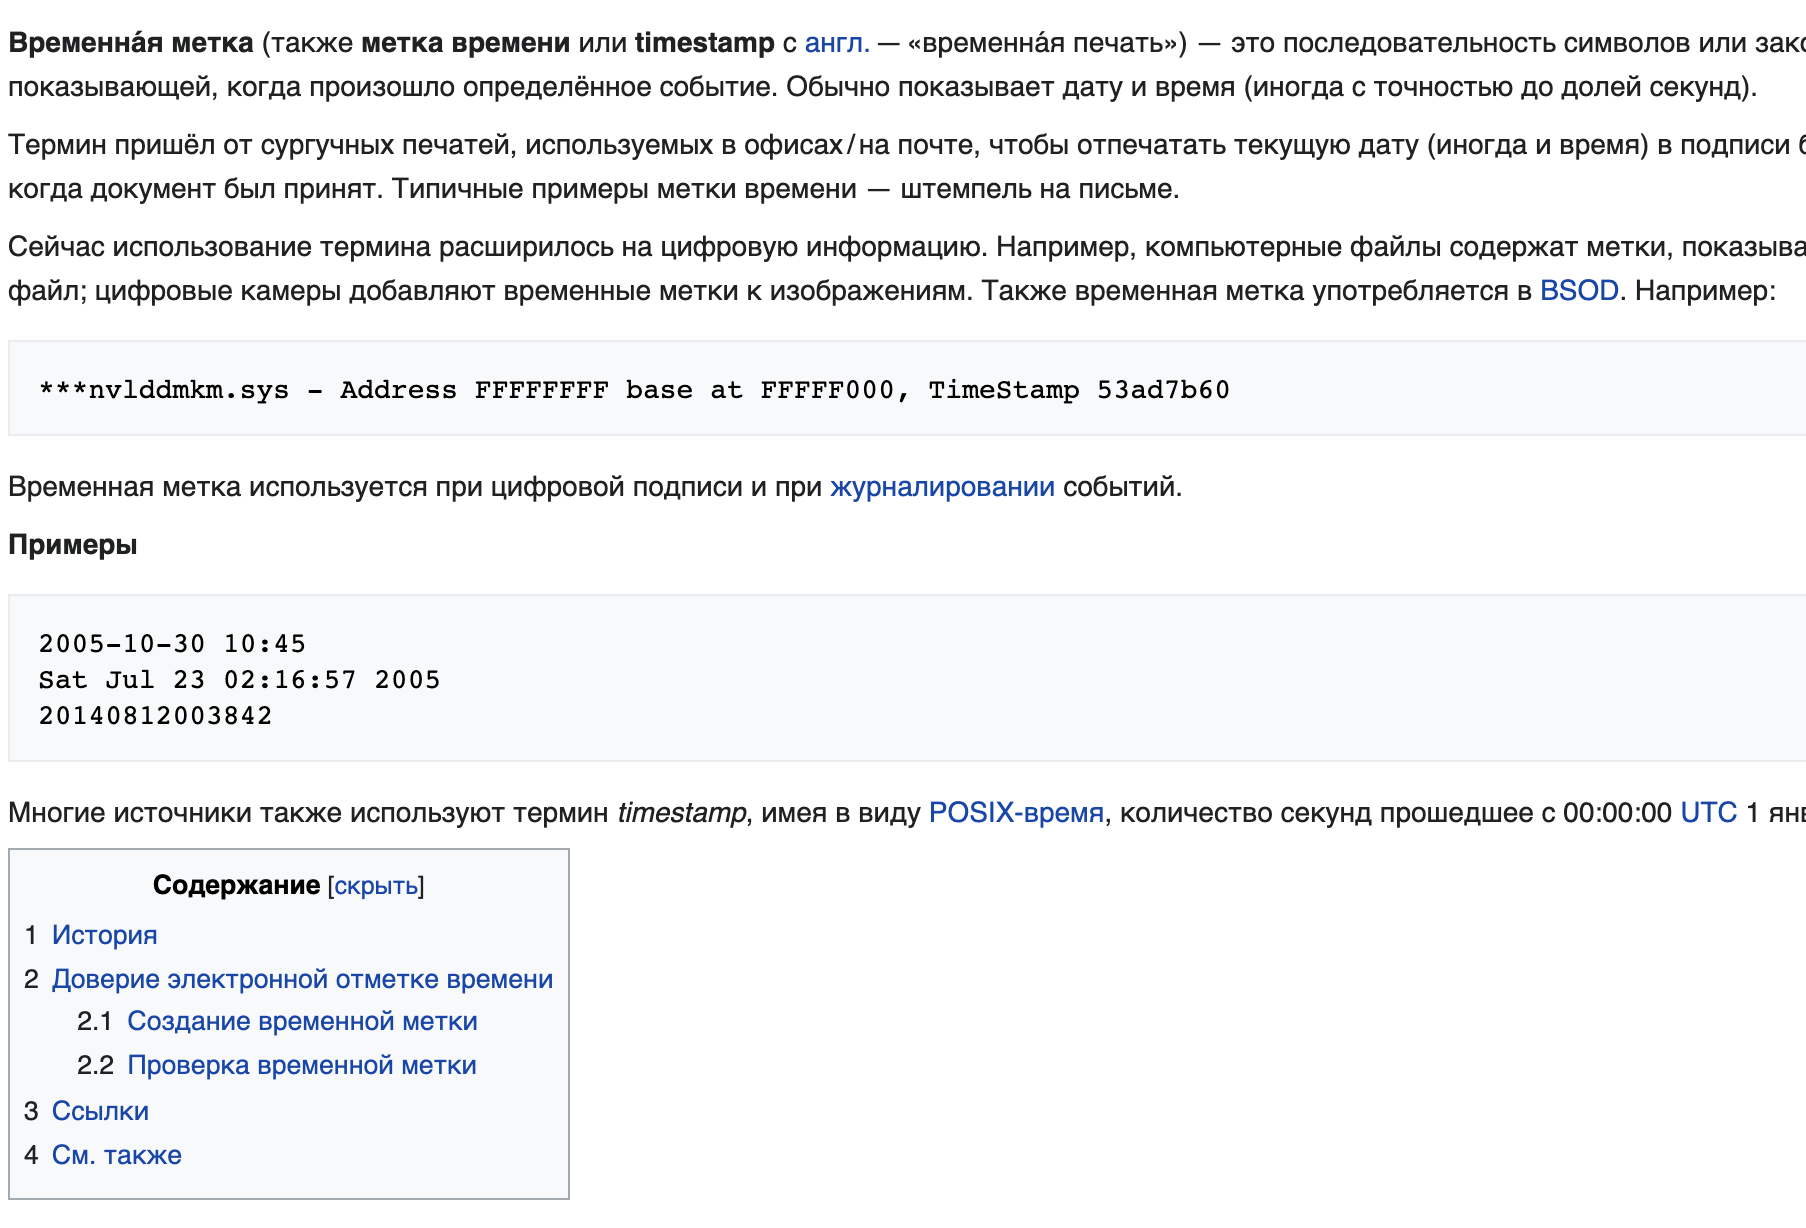 Временна́я метка (также метка времени или timestamp с англ. — «временна́я печать») — это последовательность символов или
показывающей, когда произошло определённое событие. Обычно показывает дату и время (иногда с точностью до долей секунд).
Термин пришёл от сургучных печатей, используемых в офисах/на почте, чтобы отпечатать текущую дату (иногда и время) в подписи
когда документ был принят. Типичные примеры метки времени — штемпель на письме.
Сейчас использование термина расширилось на цифровую информацию. Например, компьютерные файлы содержат метки,
файл; цифровые камеры добавляют временные метки к изображениям. Также временная метка употребляется в BSOD. Например:
***nvlddmkm.sys - Address FFFFFFFF base at FFFFF000, TimeStamp 53ad7b60
Временная метка используется при цифровой подписи и при журналировании событий.
Примеры
2005-10-30 10:45
Sat Jul 23 02:16:57 2005
20140812003842
Многие источники также используют термин timestamp, имея в виду POSIX-время, количество секунд прошедшее с 00:00:00 UTC 1
Содержание [скрыть]
1 История
2 Доверие электронной отметке времени
2.1 Создание временной метки
2.2 Проверка временной метки
3 Ссылки
4 См. также